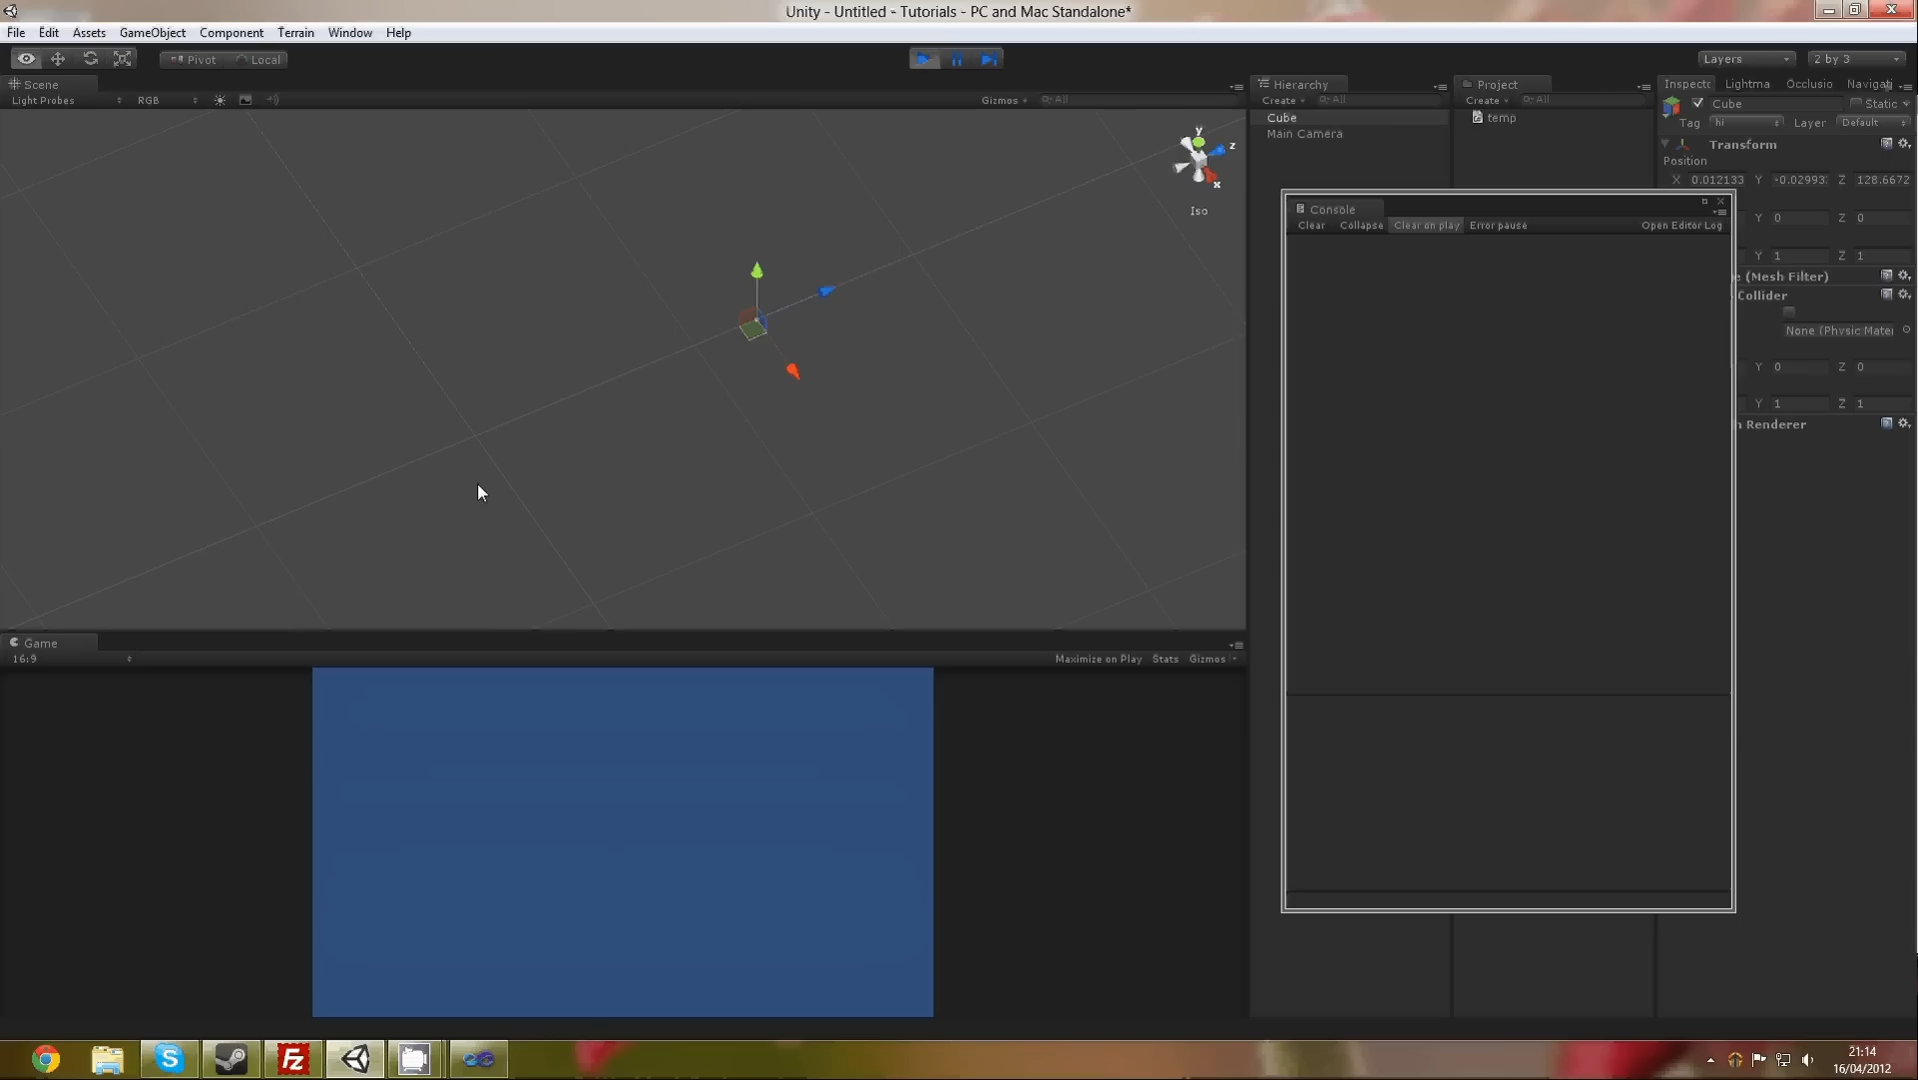 Unity - Untitled - Tutorials - PC and Mac Standalone*
File Edit Assets GameObject Component Terrain Window Help
Pivot Local
Layers
2 by 3
Scene
Light Probes
RGB
Gizmos
All
y
z
x
Iso
Hierarchy
Create
All
Cube
Main Camera
Project
Create
All
temp
Inspecto
Lightma
Occlusio
Navigati
Cube
Static
Tag hi Layer Default
Transform
Position
X 0.012133 Y -0.0299 Z 128.6672
Y 0 Z 0
Y 1 Z 1
e (Mesh Filter)
Collider
None (Physic Mater
Y 0 Z 0
Y 1 Z 1
h Renderer
Console
Clear Collapse Clear on play Error pause Open Editor Log
Game
16:9
Maximize on Play Stats Gizmos
Fz
21:14
16/04/2012